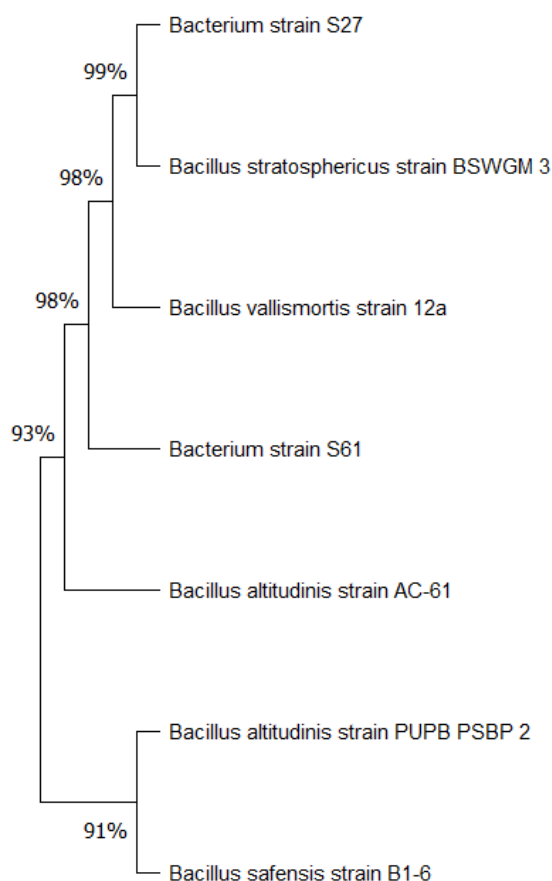 Bacterium strain S27
99%
Bacillus stratosphericus strain BSWGM 3
98%
Bacillus vallismortis strain 12a
98%
Bacterium strain S61
93%
Bacillus altitudinis strain AC-61
Bacillus altitudinis strain PUPB PSBP 2
91%
Bacillus safensis strain B1-6